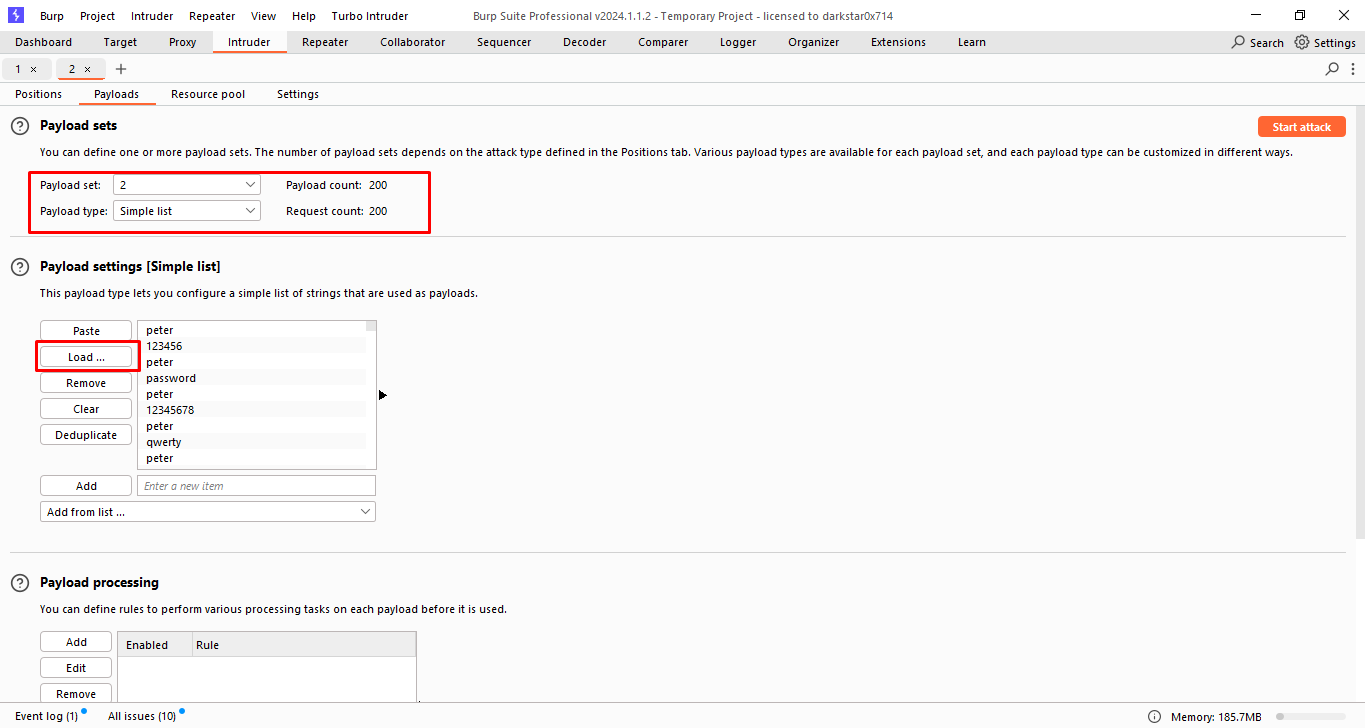 Burp Project Intruder Repeater View Help Turbo Intruder Burp Suite Professional v2024.1.1.2 - Temporary Project - licensed to darkstar0x714
Dashboard Target Proxy Intruder Repeater Collaborator Sequencer Decoder Comparer Logger Organizer Extensions Learn Search Settings
1 × 2 × +
Positions Payloads Resource pool Settings
? Payload sets Start attack
You can define one or more payload sets. The number of payload sets depends on the attack type defined in the Positions tab. Various payload types are available for each payload set, and each payload type can be customized in different ways.
Payload set: 2 Payload count: 200
Payload type: Simple list Request count: 200
? Payload settings [Simple list]
This payload type lets you configure a simple list of strings that are used as payloads.
Paste peter
123456
Load ... peter
password
Remove peter
Clear 12345678
peter
Deduplicate qwerty
peter
Add Enter a new item
Add from list ...
? Payload processing
You can define rules to perform various processing tasks on each payload before it is used.
Add Enabled Rule
Edit
Remove
Event log (1) All issues (10) Memory: 185.7MB